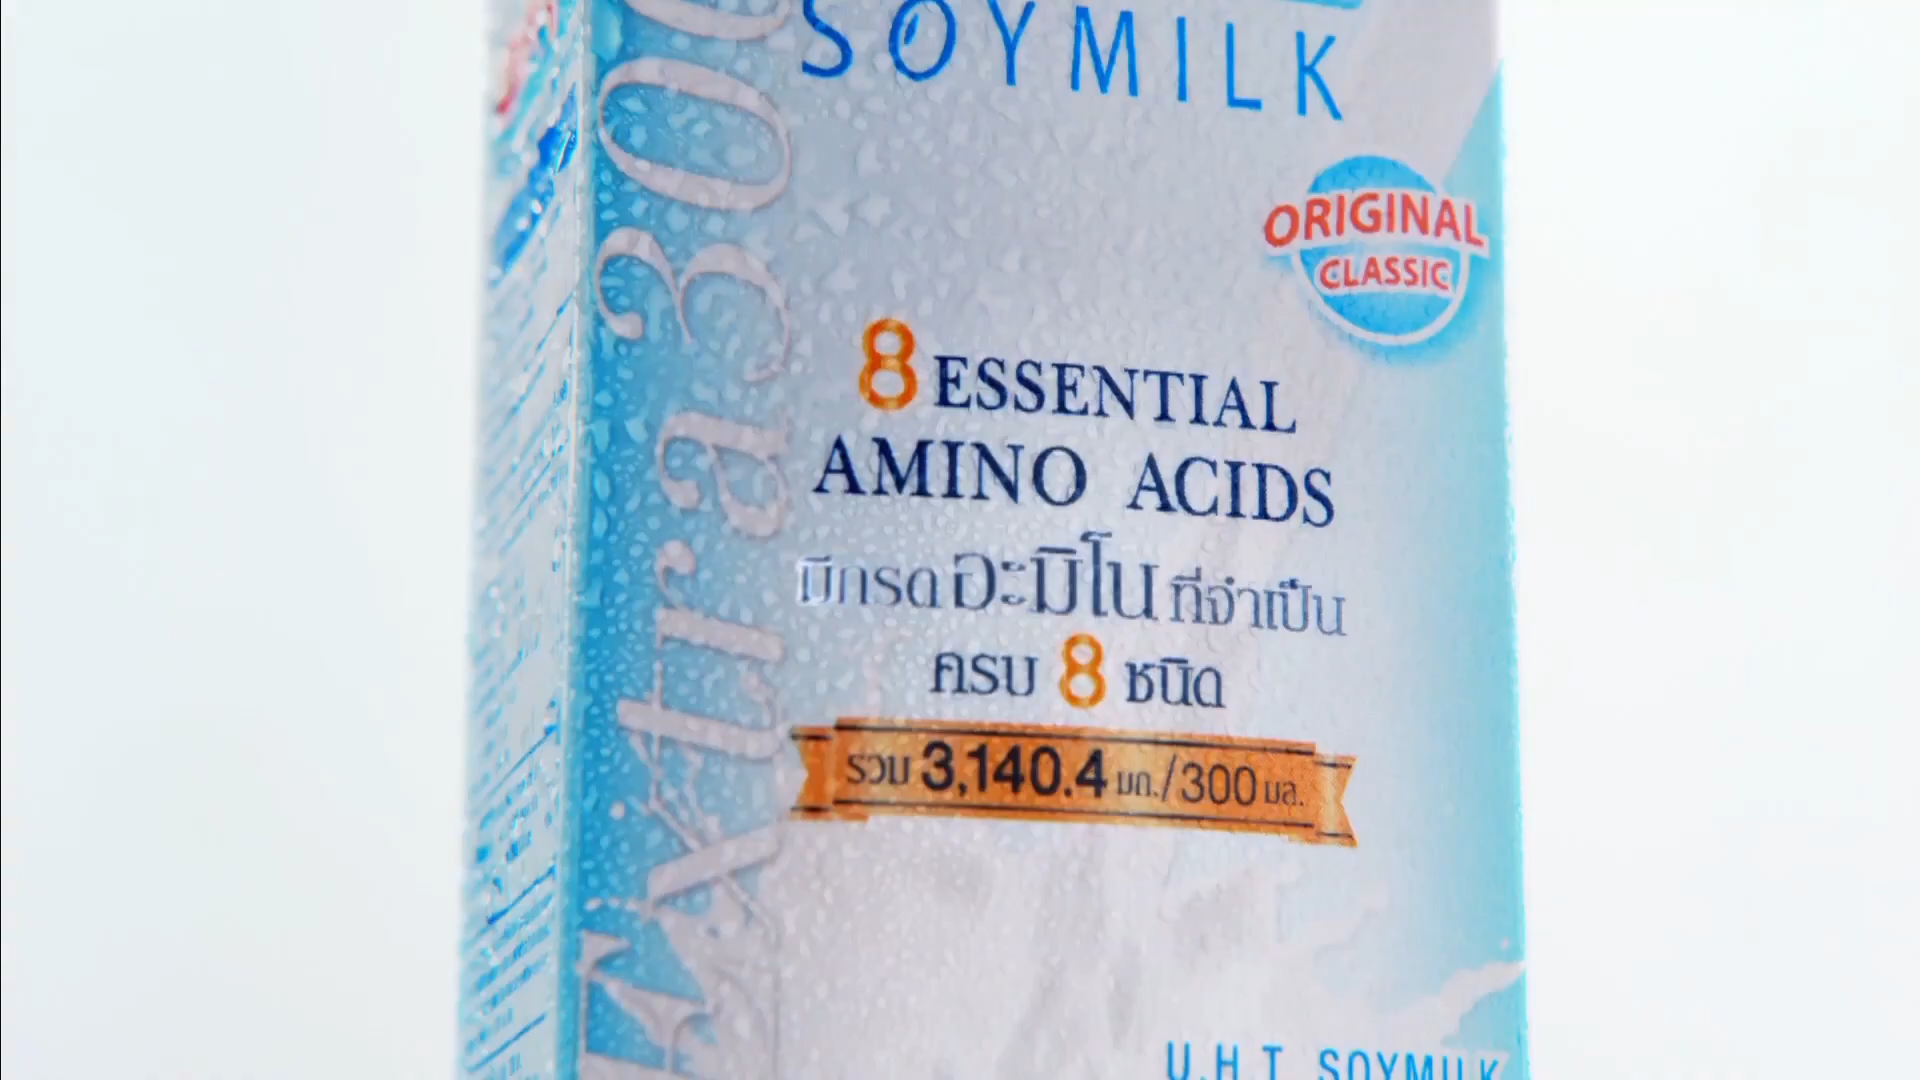 SOYMILK
ORIGINAL
CLASSIC
8 ESSENTIAL
AMINO ACIDS
มีกรดอะมิโนที่จำเป็น
ครบ 8 ชนิด
รวม 3,140.4 มก./300 มล.
Extra 300
U.H.T. SOYMILK